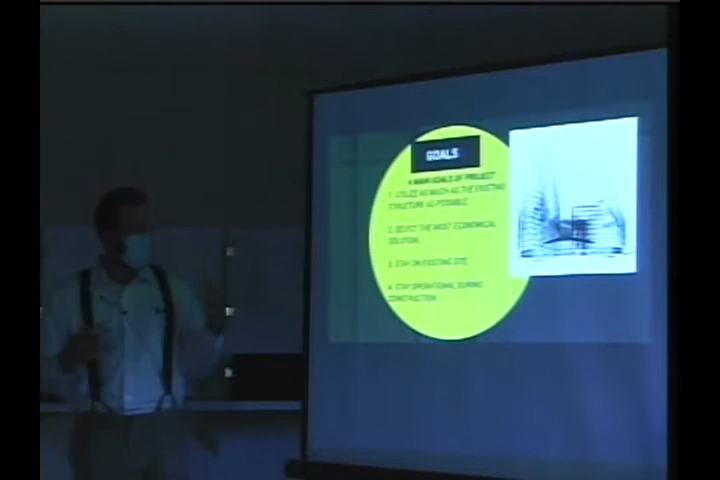 GOALS
4 MAIN GOALS OF PROJECT
1. UTILIZE AS MUCH AS THE EXISTING
STRUCTURE AS POSSIBLE.
2. SELECT THE MOST ECONOMICAL
SOLUTION.
3. STAY ON EXISTING SITE
4. STAY OPERATIONAL DURING
CONSTRUCTION